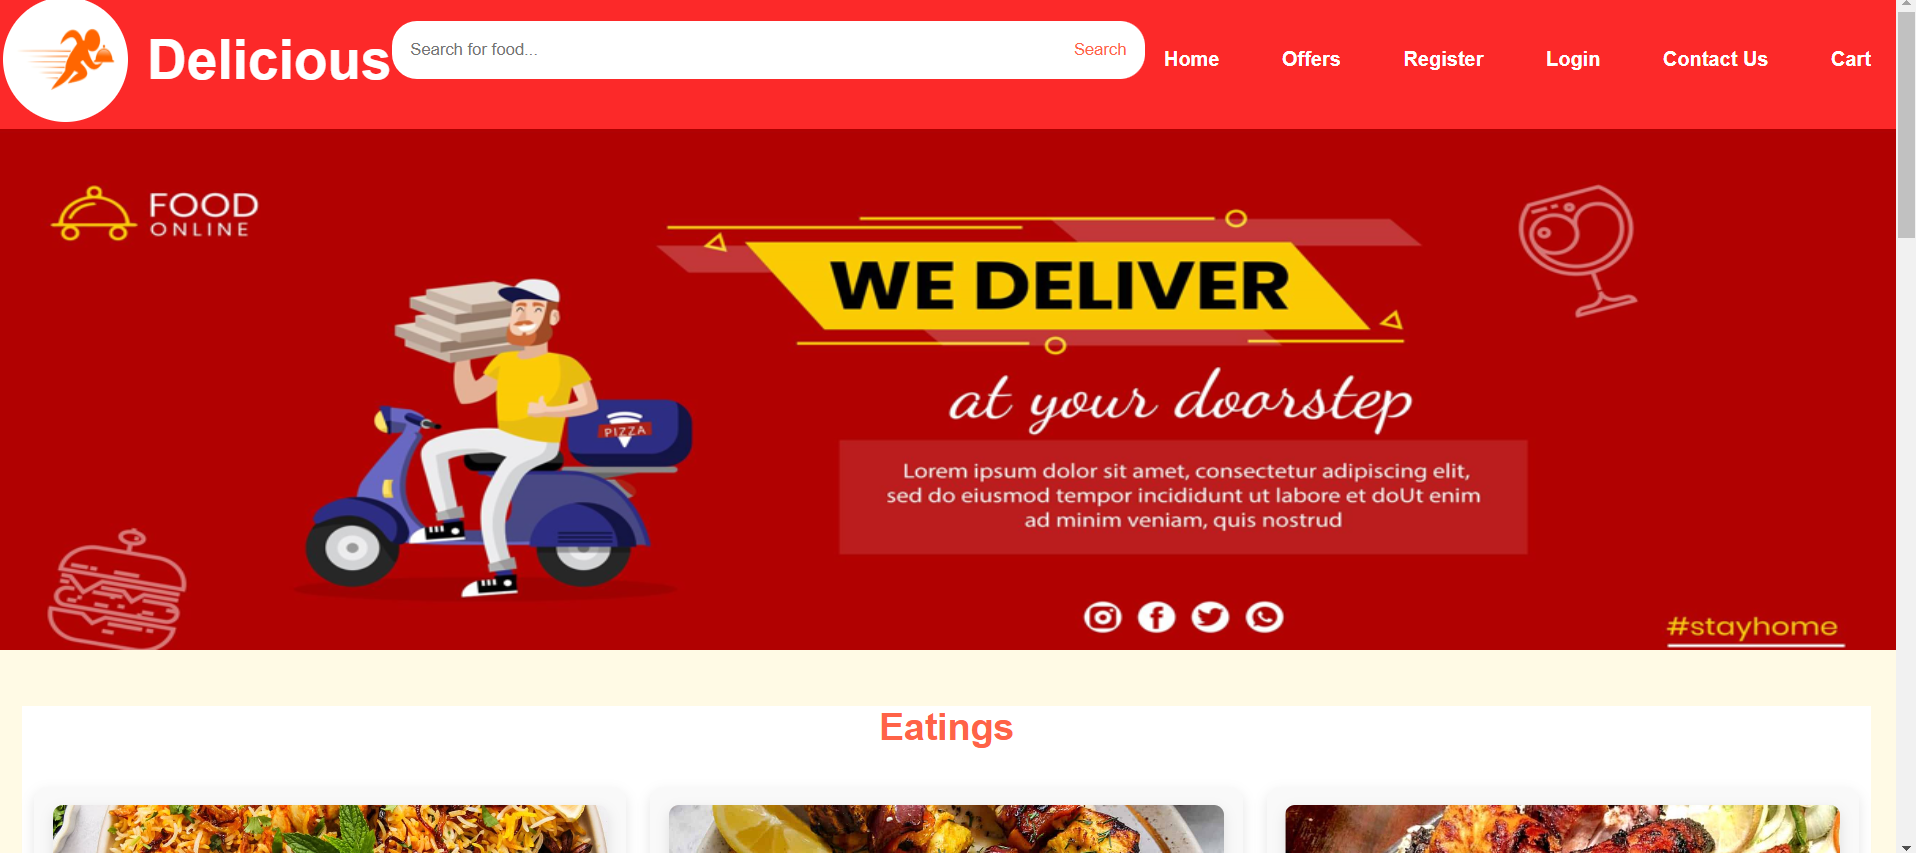 Delicious
Search for food...
Search
Home
Offers
Register
Login
Contact Us
Cart
FOOD
ONLINE
WE DELIVER
at your doorstep
PIZZA
Lorem ipsum dolor sit amet, consectetur adipiscing elit,
sed do eiusmod tempor incididunt ut labore et doUt enim
ad minim veniam, quis nostrud
#stayhome
Eatings